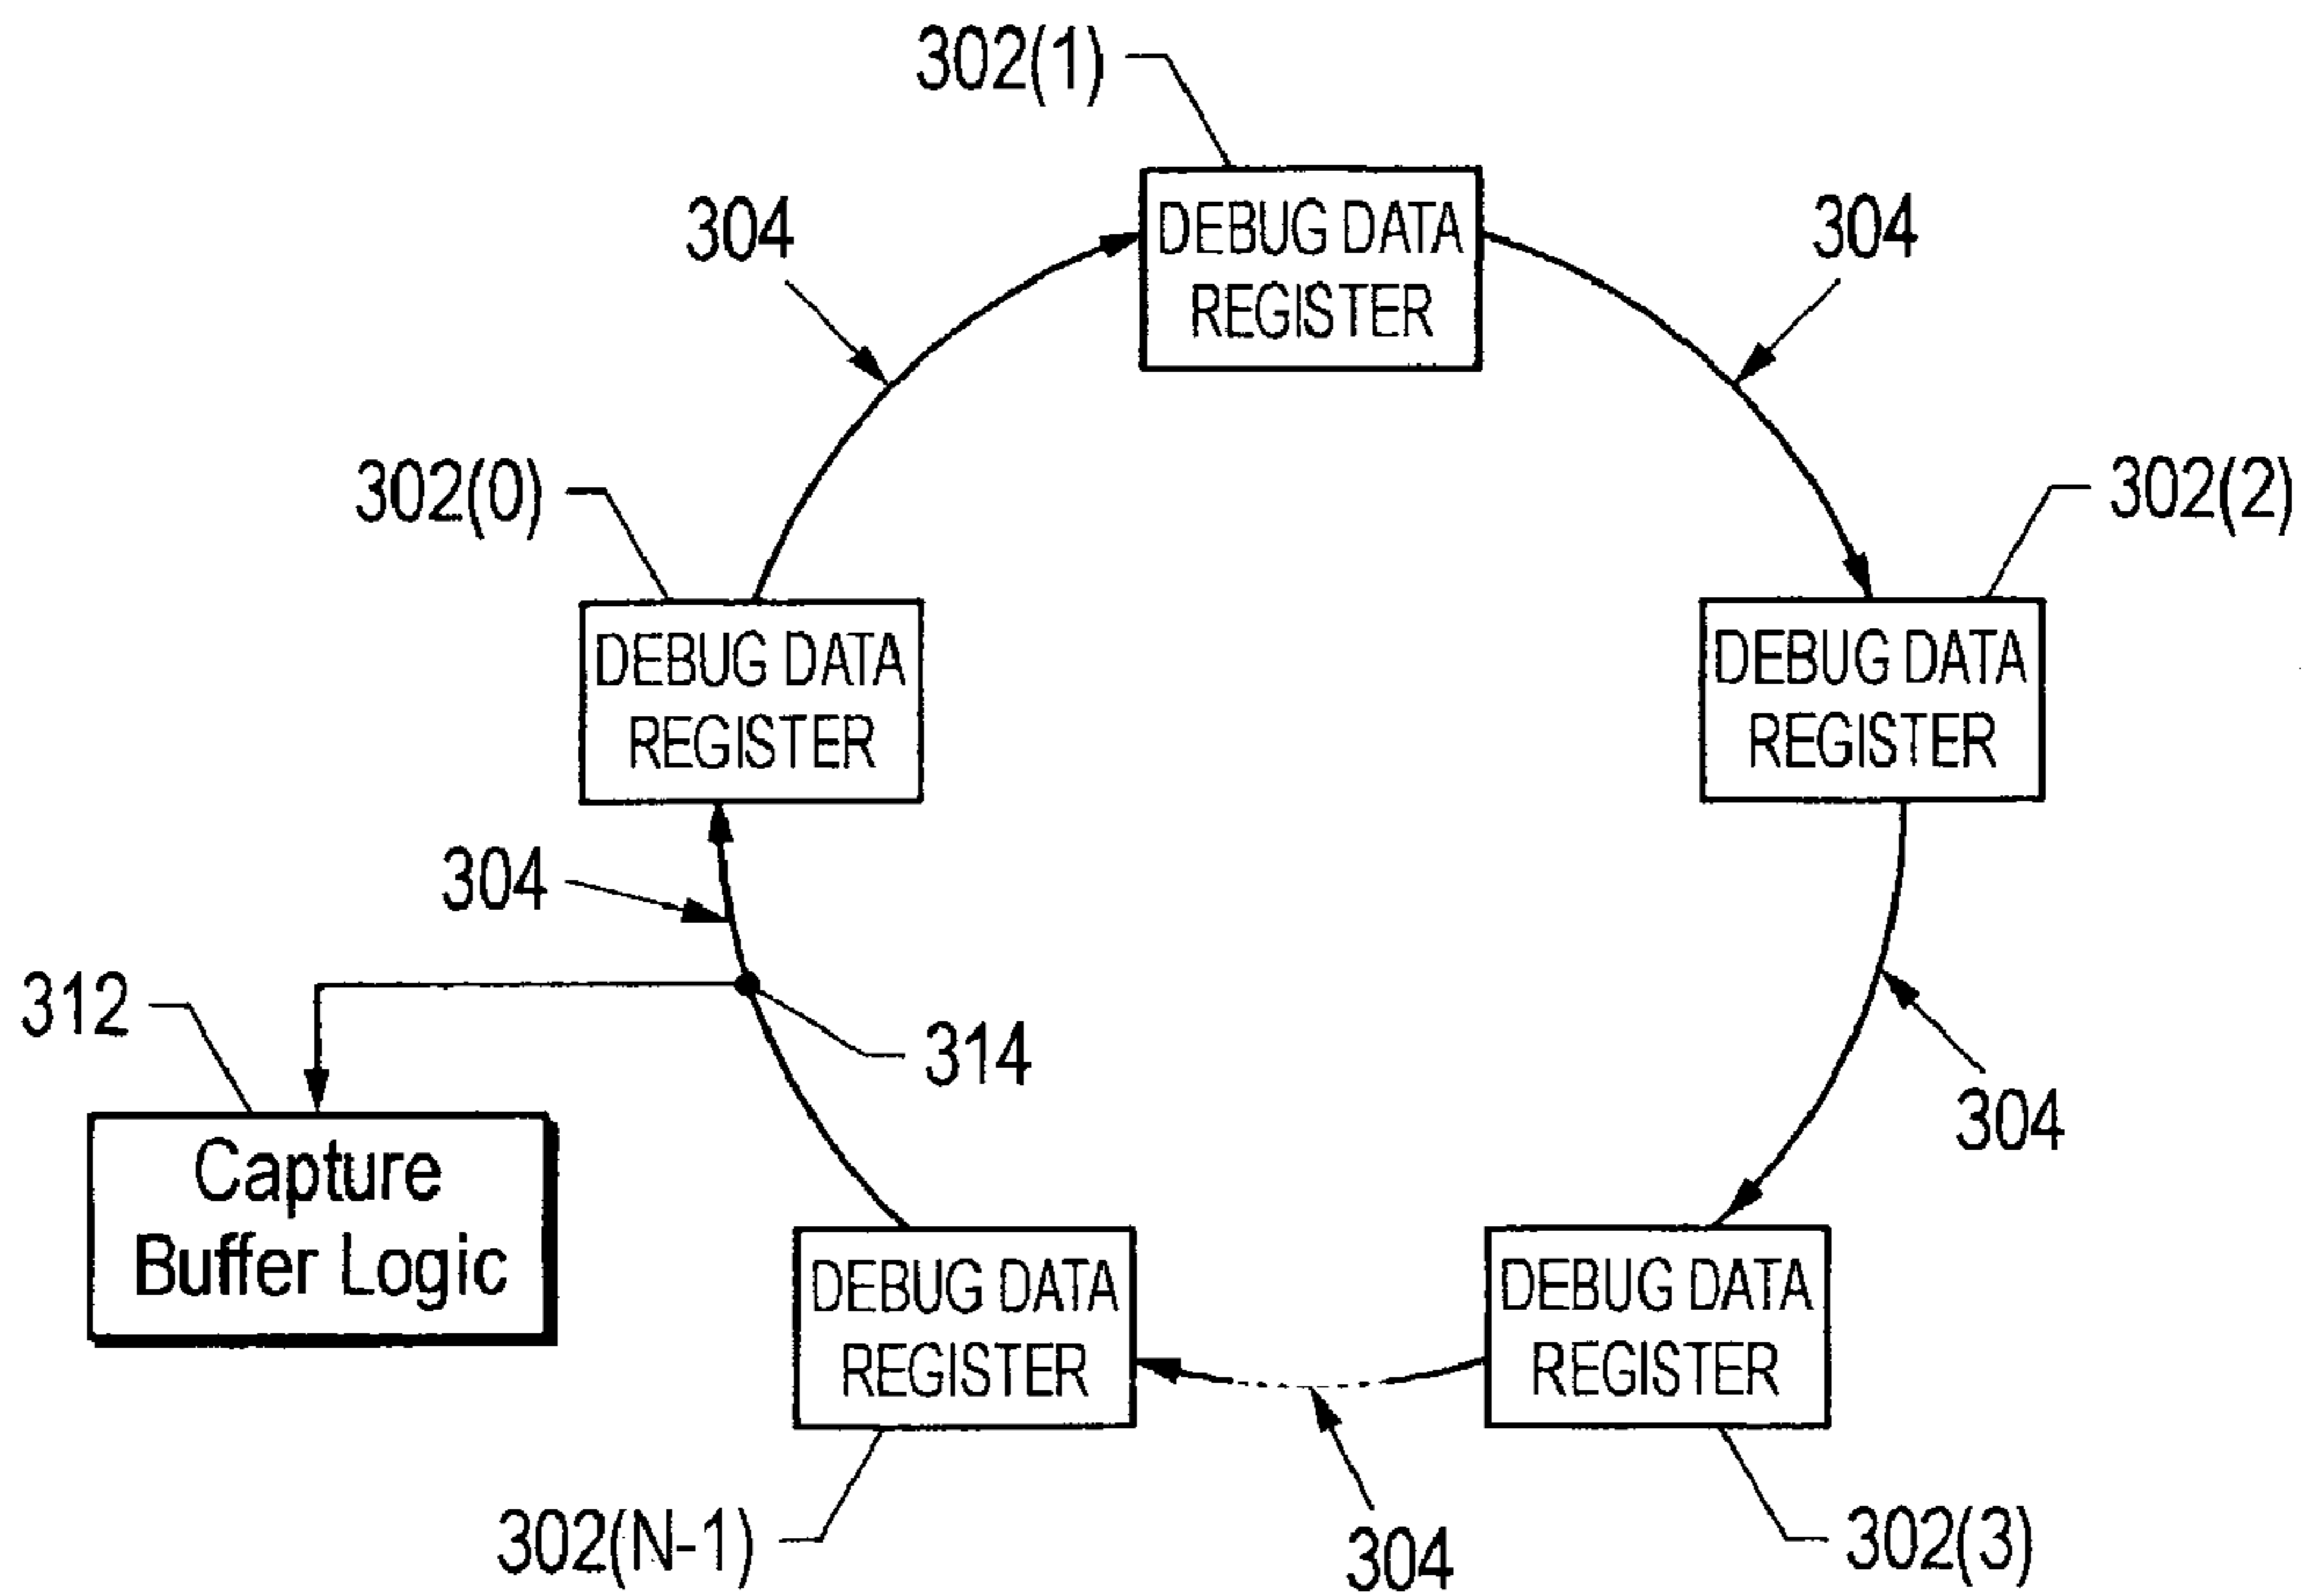 302(1)
304
304
DEBUG DATA
REGISTER
302(0)
302(2)
DEBUG DATA
REGISTER
DEBUG DATA
REGISTER
304
312
314
304
Capture
Buffer Logic
DEBUG DATA
REGISTER
DEBUG DATA
REGISTER
302(N-1)
304
302(3)